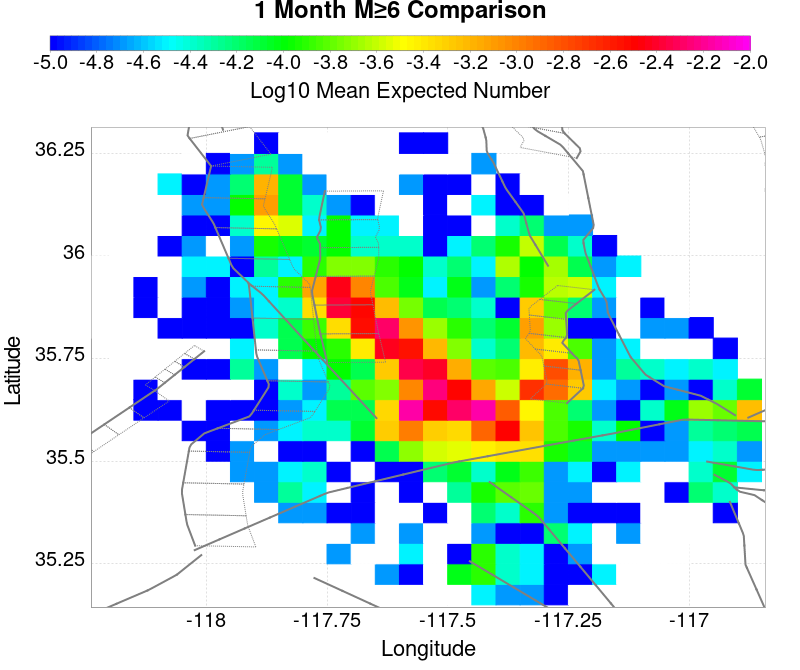 1 Month M≥6 Comparison
-5.0 -4.8 -4.6 -4.4 -4.2 -4.0 -3.8 -3.6 -3.4 -3.2 -3.0 -2.8 -2.6 -2.4 -2.2 -2.0
Log10 Mean Expected Number
36.25
36
35.75
35.5
35.25
Latitude
-118 -117.75 -117.5 -117.25 -117
Longitude